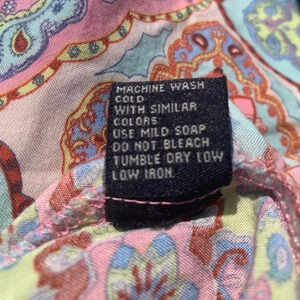 MACHINE WASH
COLD
WITH SIMILAR
COLORS
USE MILD SOAP
DO NOT BLEACH
TUMBLE DRY LOW
LOW IRON.